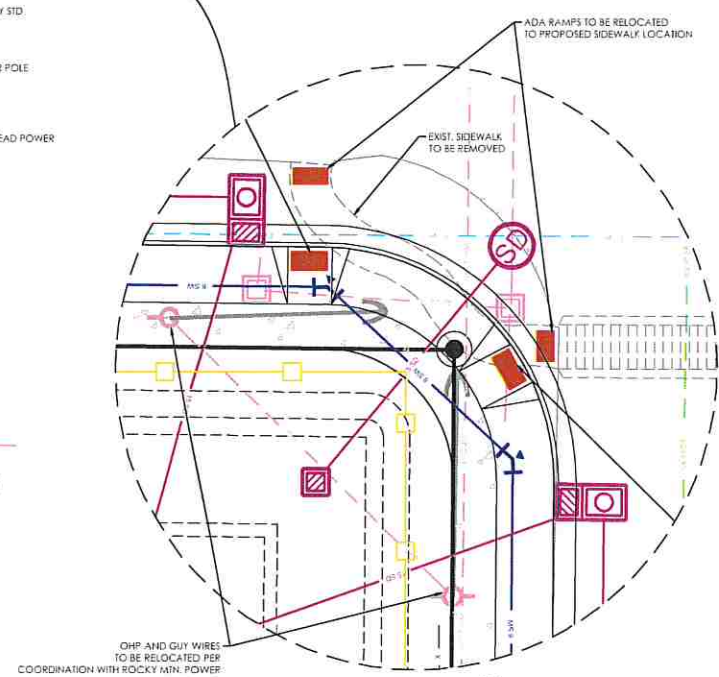 Y STD
R POLE
EAD POWER
ADA RAMPS TO BE RELOCATED
TO PROPOSED SIDEWALK LOCATION
EXIST. SIDEWALK
TO BE REMOVED
SD
OHP AND GUY WIRES
TO BE RELOCATED PER
COORDINATION WITH ROCKY MTN. POWER